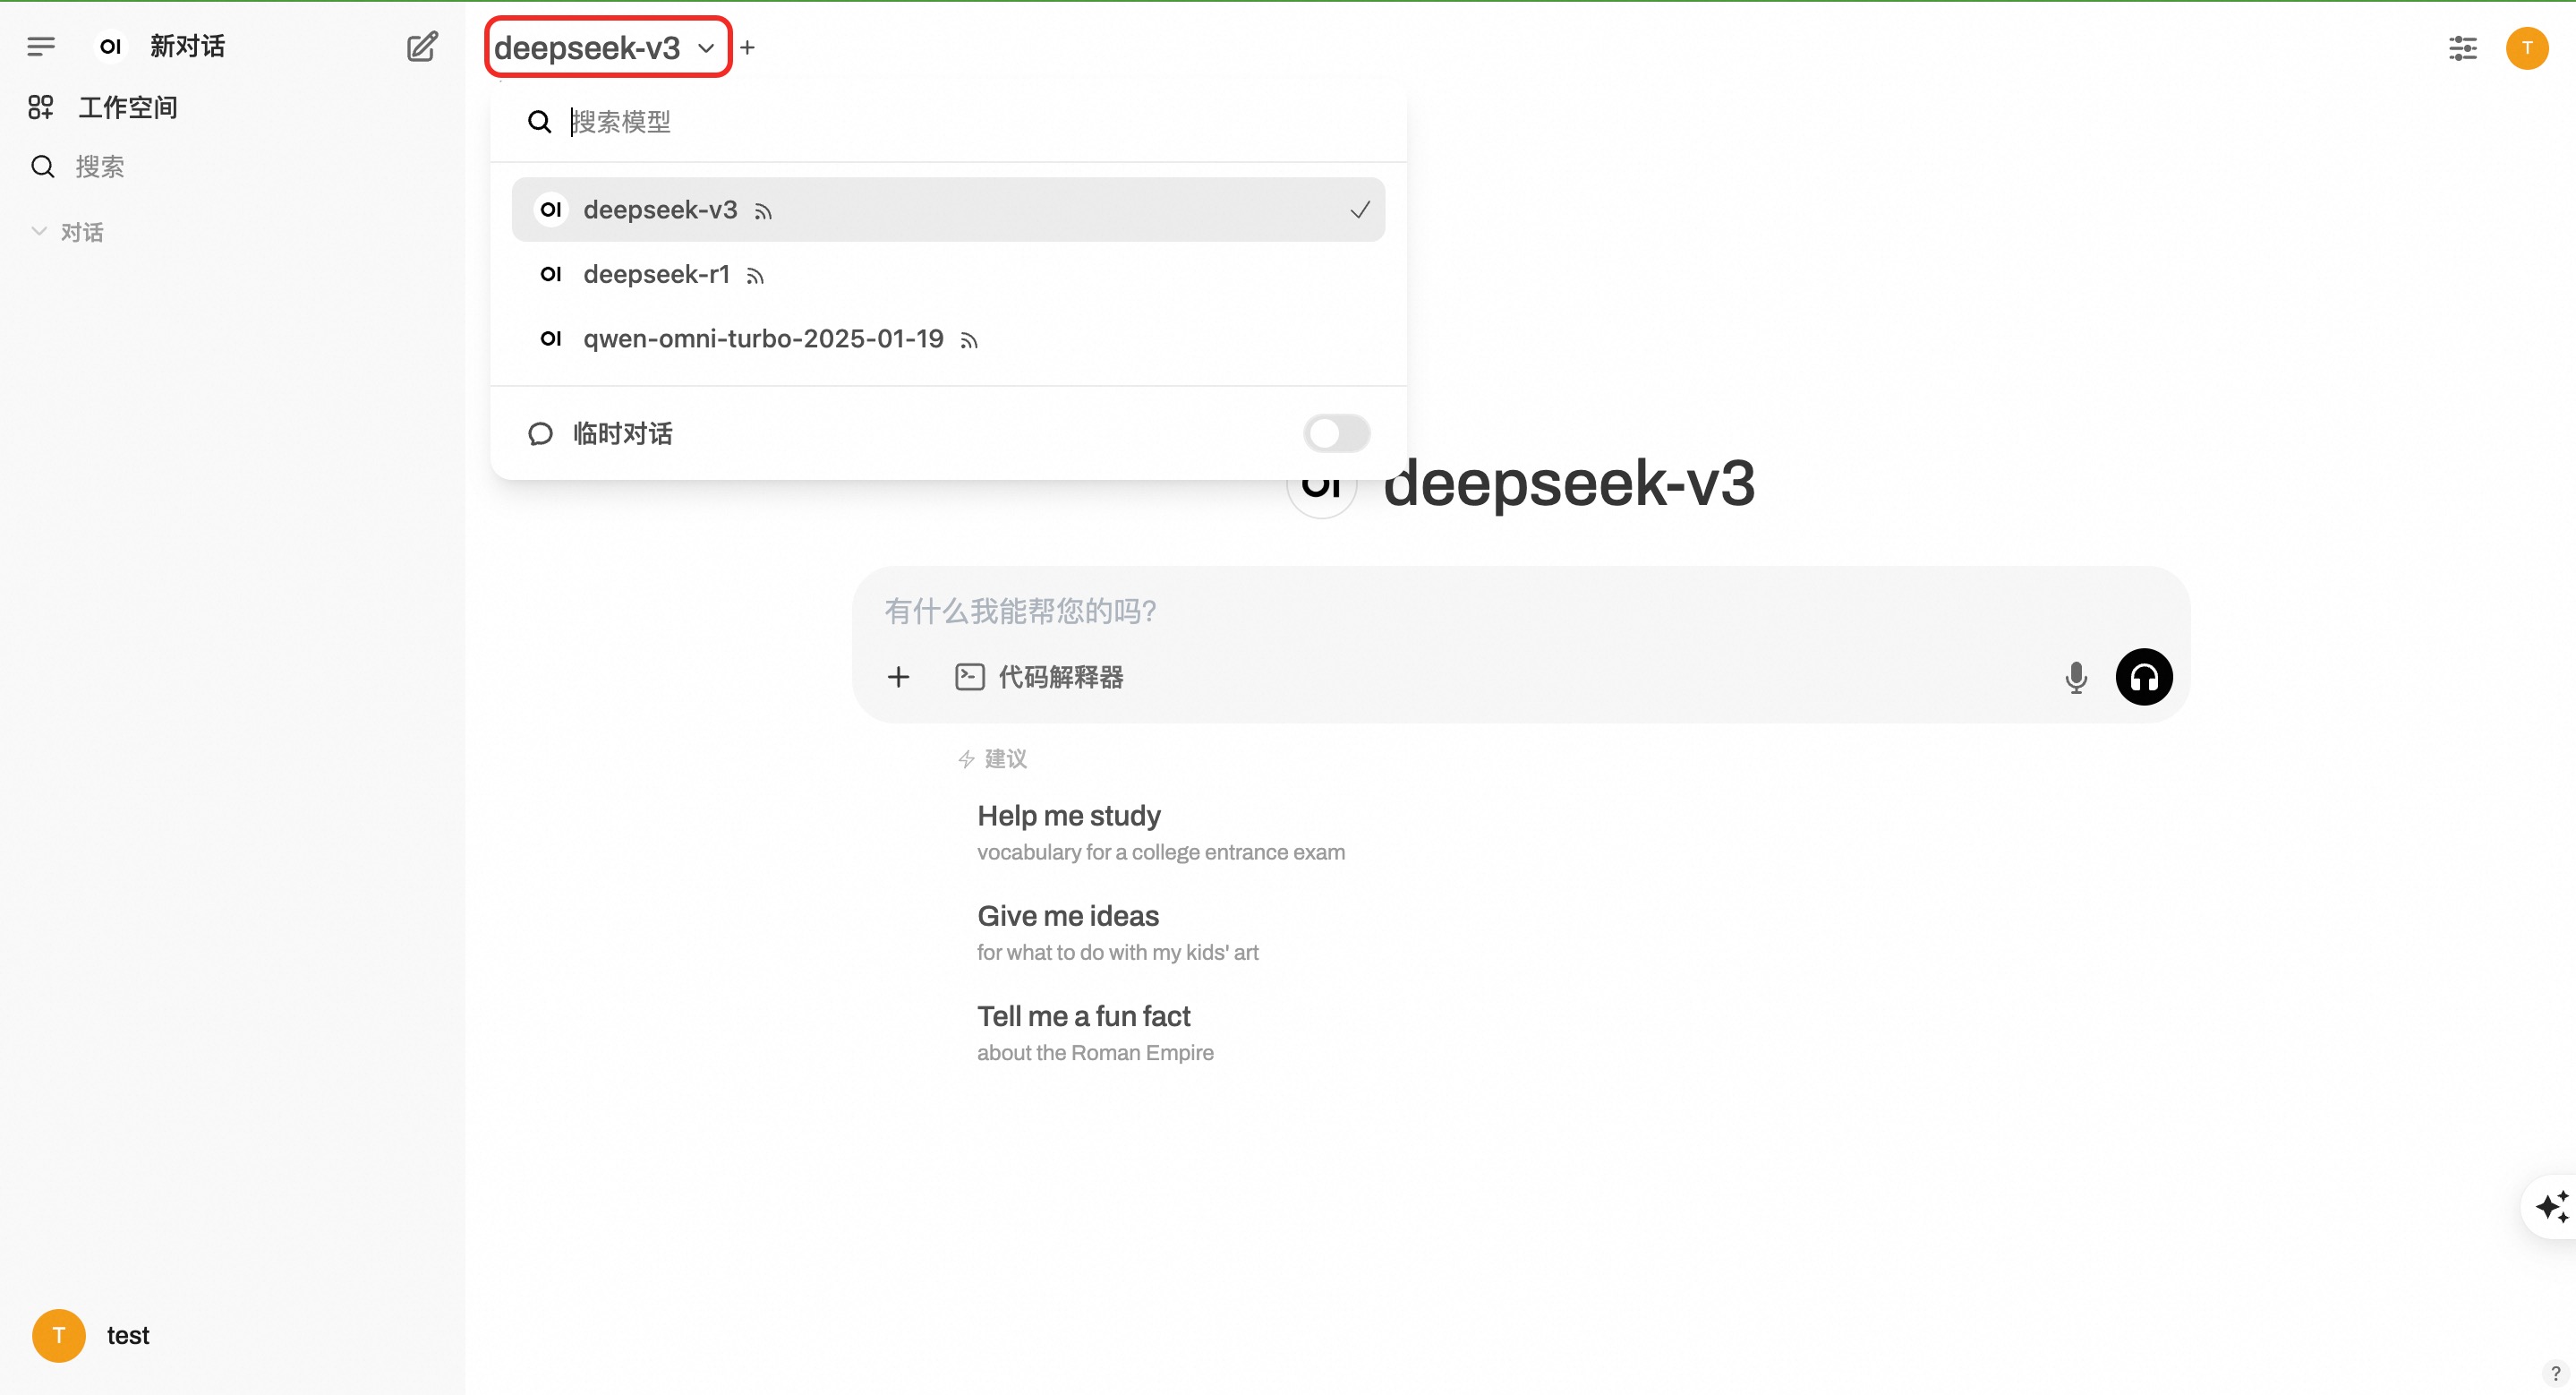 OI 新对话
工作空间
搜索
对话
deepseek-v3
搜索模型
OI deepseek-v3
OI deepseek-r1
OI qwen-omni-turbo-2025-01-19
临时对话
OI deepseek-v3
有什么我能帮您的吗?
代码解释器
建议
Help me study
vocabulary for a college entrance exam
Give me ideas
for what to do with my kids' art
Tell me a fun fact
about the Roman Empire
T
T test
?